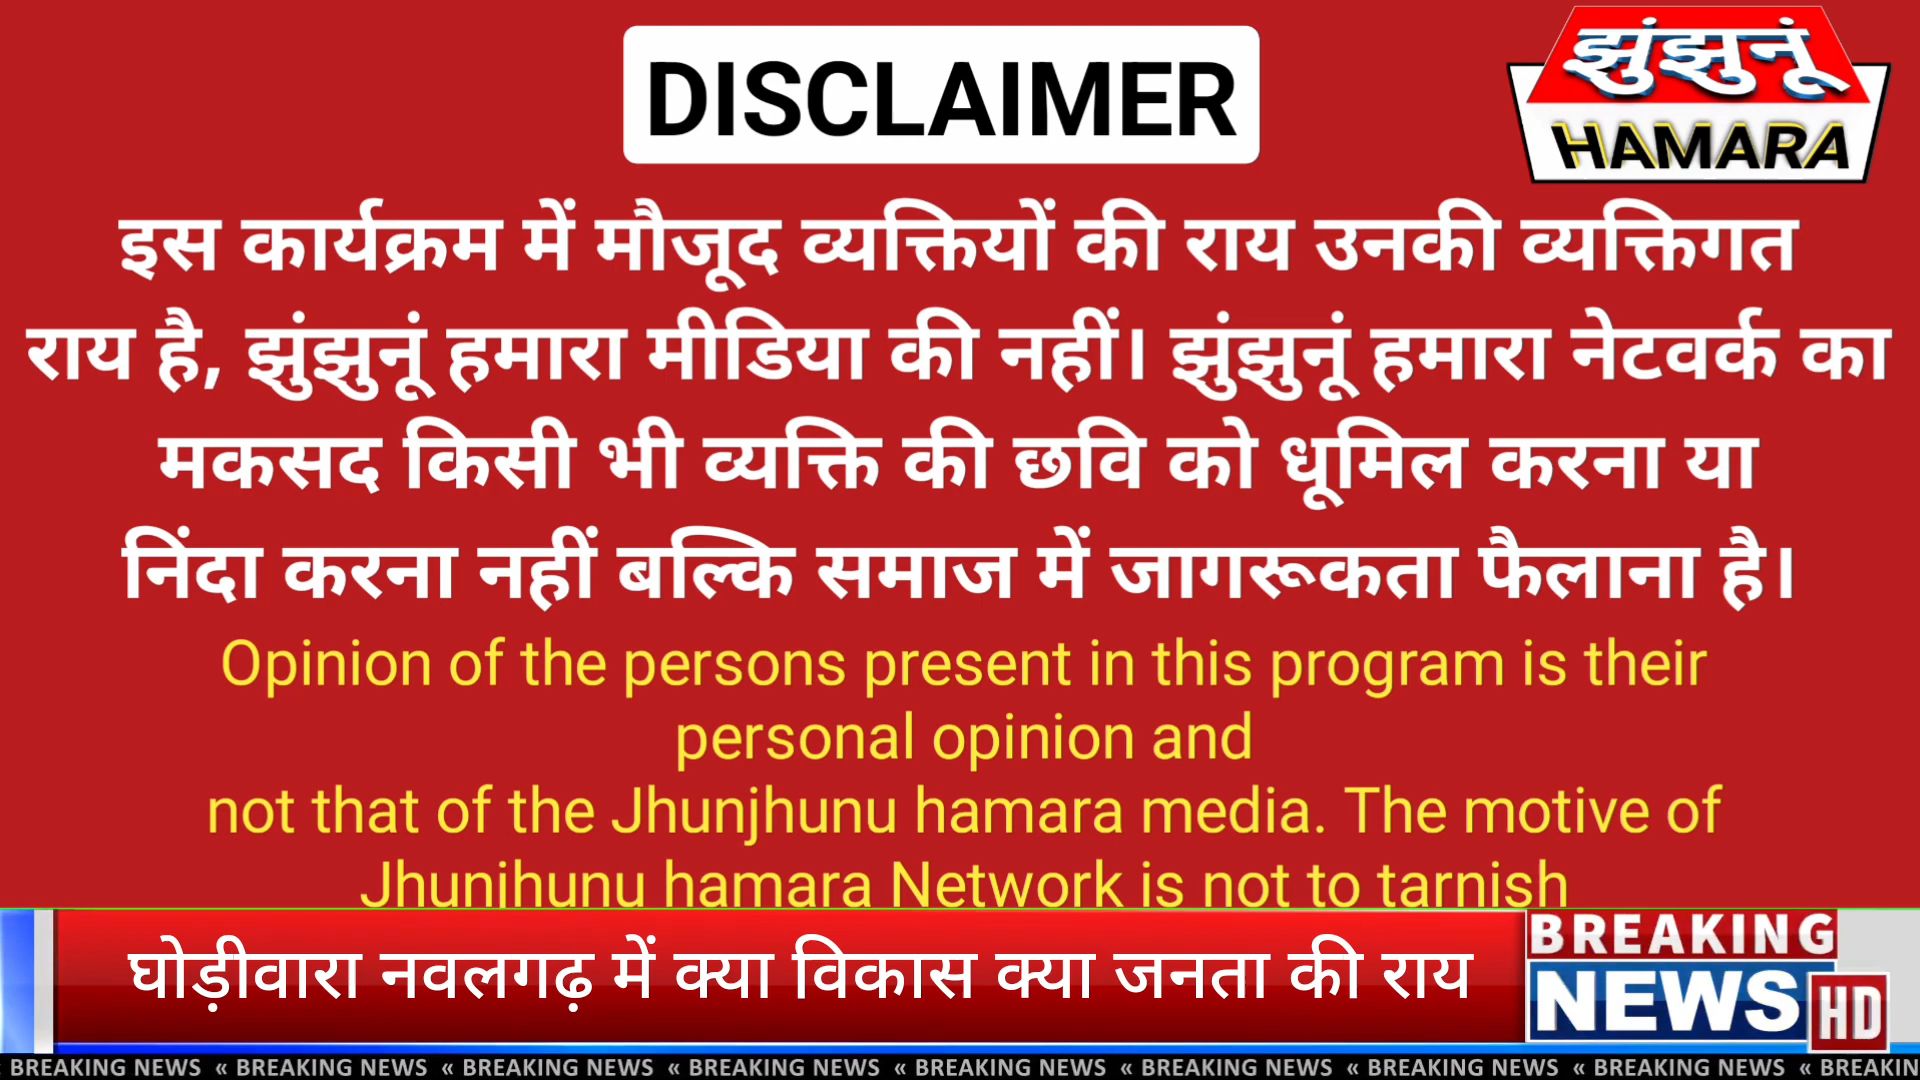 DISCLAIMER
झुंझुनूं
HAMARA
इस कार्यक्रम में मौजूद व्यक्तियों की राय उनकी व्यक्तिगत
राय है, झुंझुनूं हमारा मीडिया की नहीं। झुंझुनूं हमारा नेटवर्क का
मकसद किसी भी व्यक्ति की छवि को धूमिल करना या
निंदा करना नहीं बल्कि समाज में जागरूकता फैलाना है।
Opinion of the persons present in this program is their
personal opinion and
not that of the Jhunjhunu hamara media. The motive of
Jhunjhunu hamara Network is not to tarnish
घोड़ीवारा नवलगढ़ में क्या विकास क्या जनता की राय
BREAKING
NEWS HD
BREAKING NEWS « BREAKING NEWS « BREAKING NEWS « BREAKING NEWS « BREAKING NEWS « BREAKING NEWS « BREAKING NEWS « BREAKING NEWS « BREAKIN